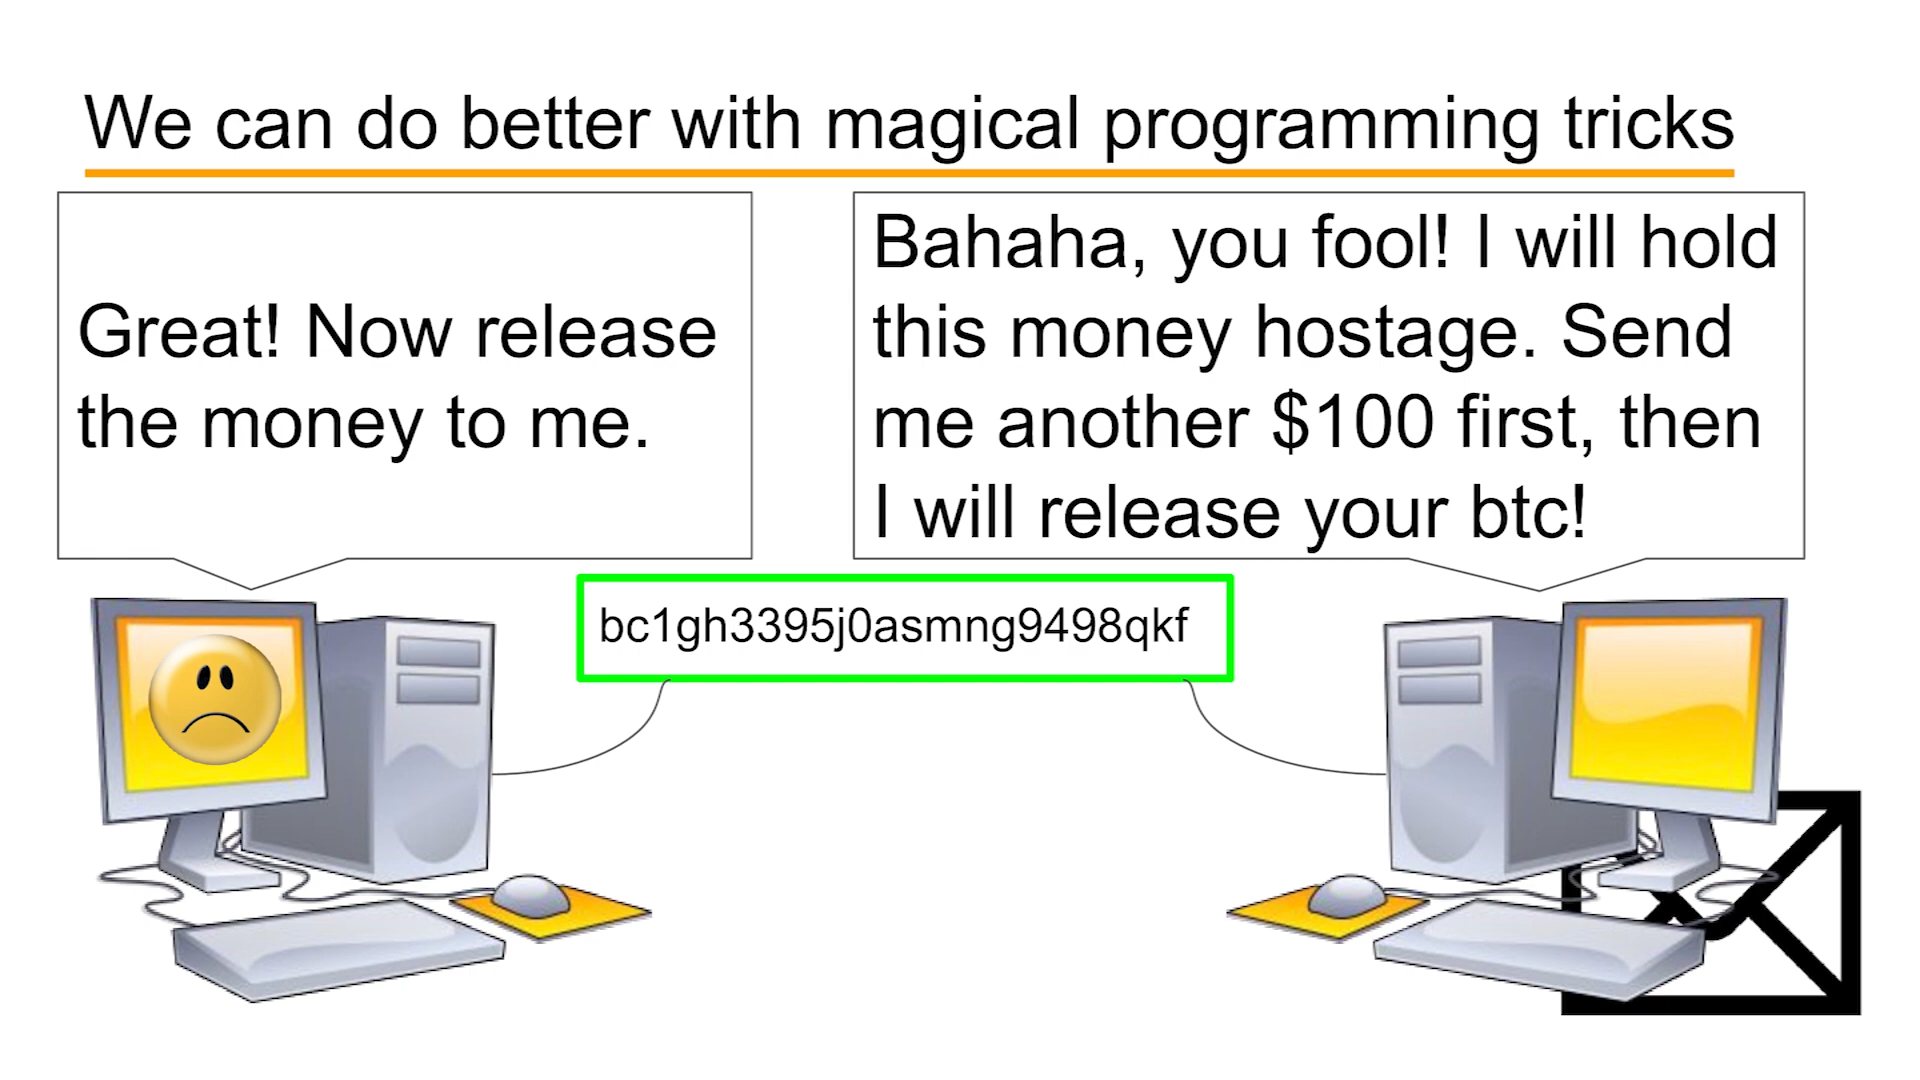 We can do better with magical programming tricks
Great! Now release
the money to me.
Bahaha, you fool! I will hold
this money hostage. Send
me another $100 first, then
I will release your btc!
bc1gh3395j0asmng9498qkf